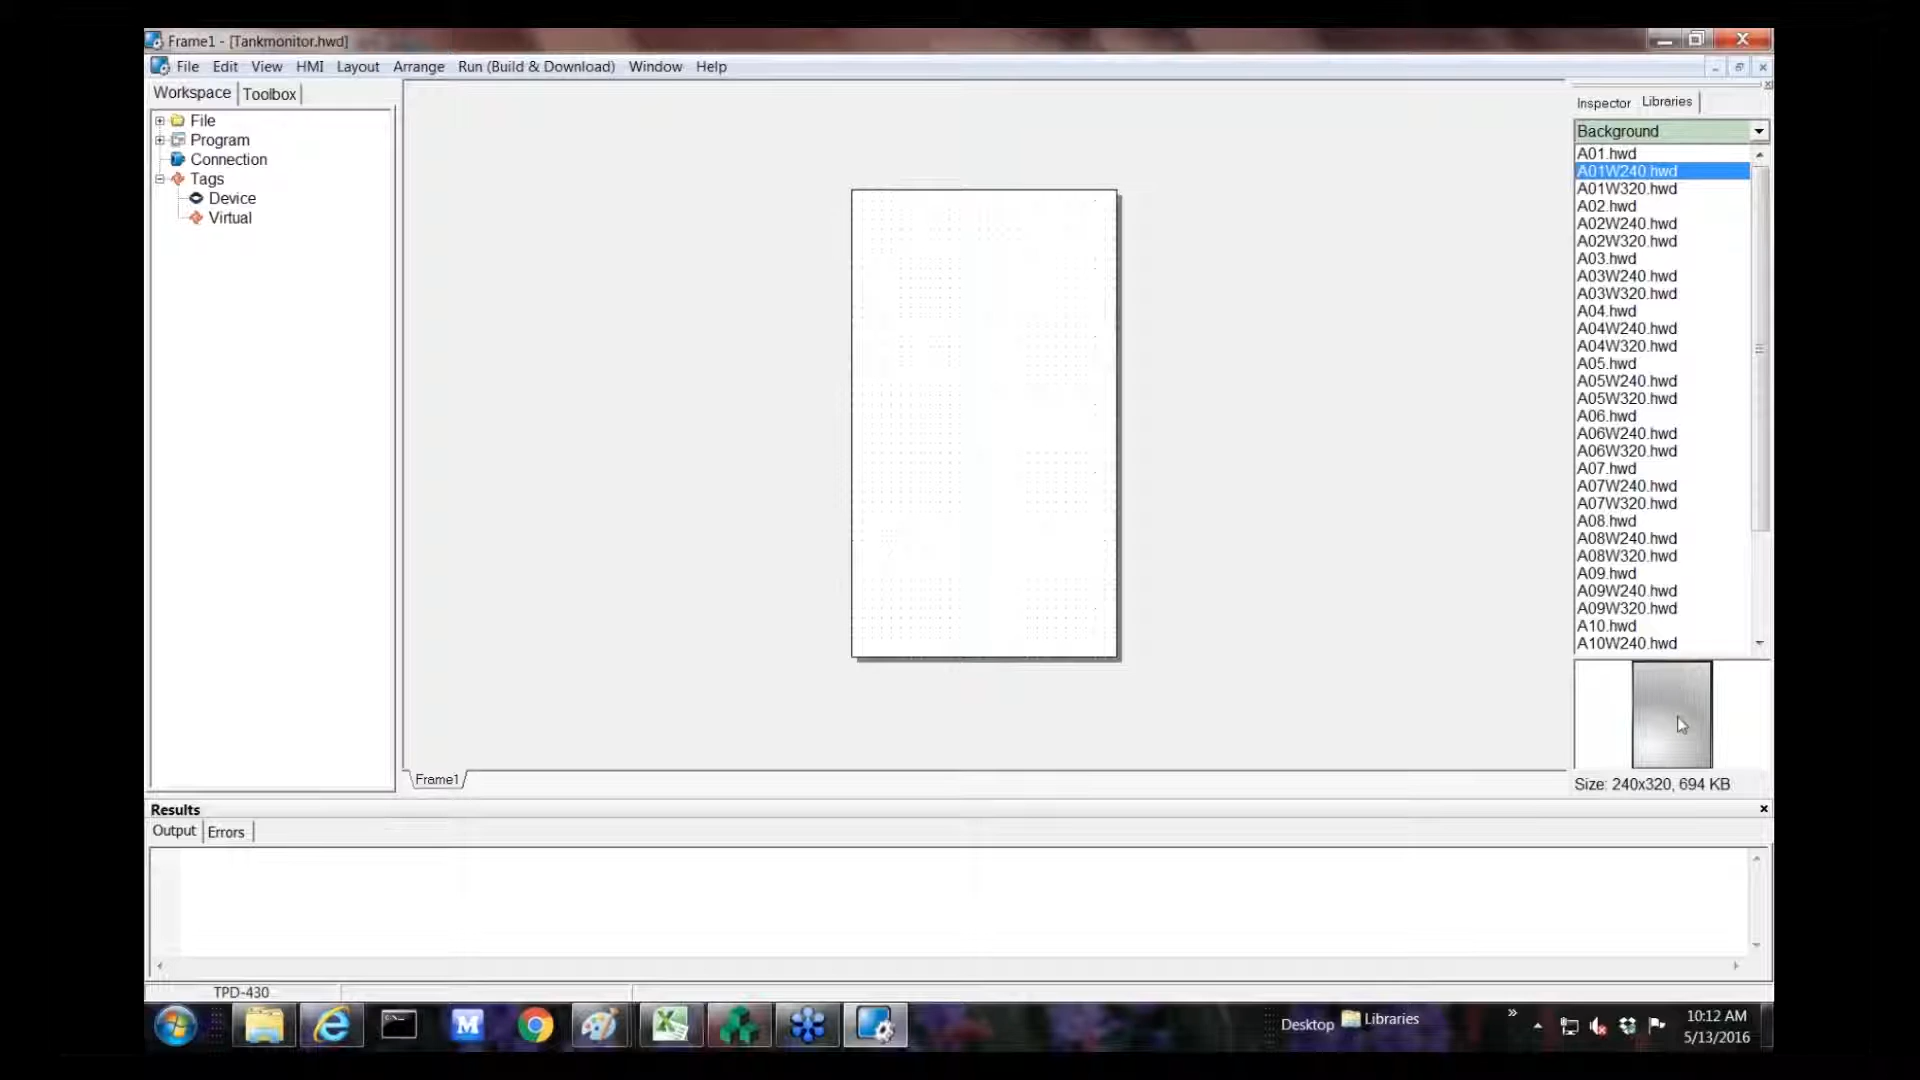 Frame1 - [Tankmonitor.hwd]
File Edit View HMI Layout Arrange Run (Build & Download) Window Help
Workspace Toolbox
File
Program
Connection
Tags
Device
Virtual
Inspector Libraries
Background
A01.hwd
A01W240.hwd
A01W320.hwd
A02.hwd
A02W240.hwd
A02W320.hwd
A03.hwd
A03W240.hwd
A03W320.hwd
A04.hwd
A04W240.hwd
A04W320.hwd
A05.hwd
A05W240.hwd
A05W320.hwd
A06.hwd
A06W240.hwd
A06W320.hwd
A07.hwd
A07W240.hwd
A07W320.hwd
A08.hwd
A08W240.hwd
A08W320.hwd
A09.hwd
A09W240.hwd
A09W320.hwd
A10.hwd
A10W240.hwd
Size: 240x320, 694 KB
Frame1
Results
Output Errors
TPD-430
Desktop Libraries
10:12 AM
5/13/2016